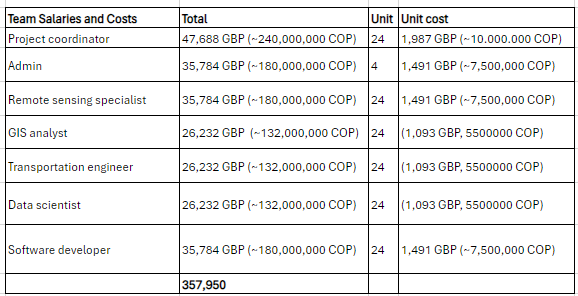 Team Salaries and Costs Total Unit Unit cost
Project coordinator 47,688 GBP (~240,000,000 COP) 24 1,987 GBP (~10.000.000 COP)
Admin 35,784 GBP (~180,000,000 COP) 4 1,491 GBP (~7,500,000 COP)
Remote sensing specialist 35,784 GBP (~180,000,000 COP) 24 1,491 GBP (~7,500,000 COP)
GIS analyst 26,232 GBP (~132,000,000 COP) 24 (1,093 GBP, 5500000 COP)
Transportation engineer 26,232 GBP (~132,000,000 COP) 24 (1,093 GBP, 5500000 COP)
Data scientist 26,232 GBP (~132,000,000 COP) 24 (1,093 GBP, 5500000 COP)
Software developer 35,784 GBP (~180,000,000 COP) 24 1,491 GBP (~7,500,000 COP)
357,950